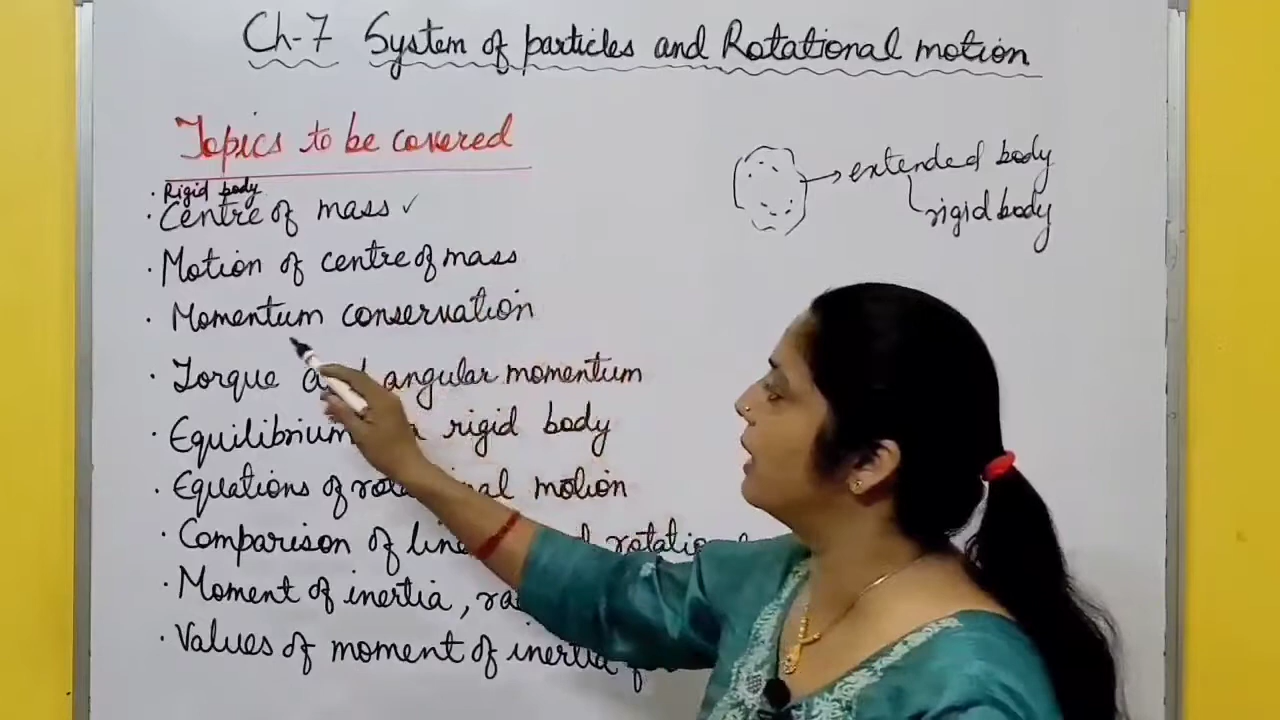 Ch-7 System of particles and Rotational motion
Topics to be covered
· Rigid body
· Centre of mass ✓
· Motion of centre of mass
· Momentum conservation
· Torque angular momentum
· Equilibrium rigid body
· Equations of motion
· Comparison of
· Moment of inertia,
· Values of moment of inertia
extended body
rigid body